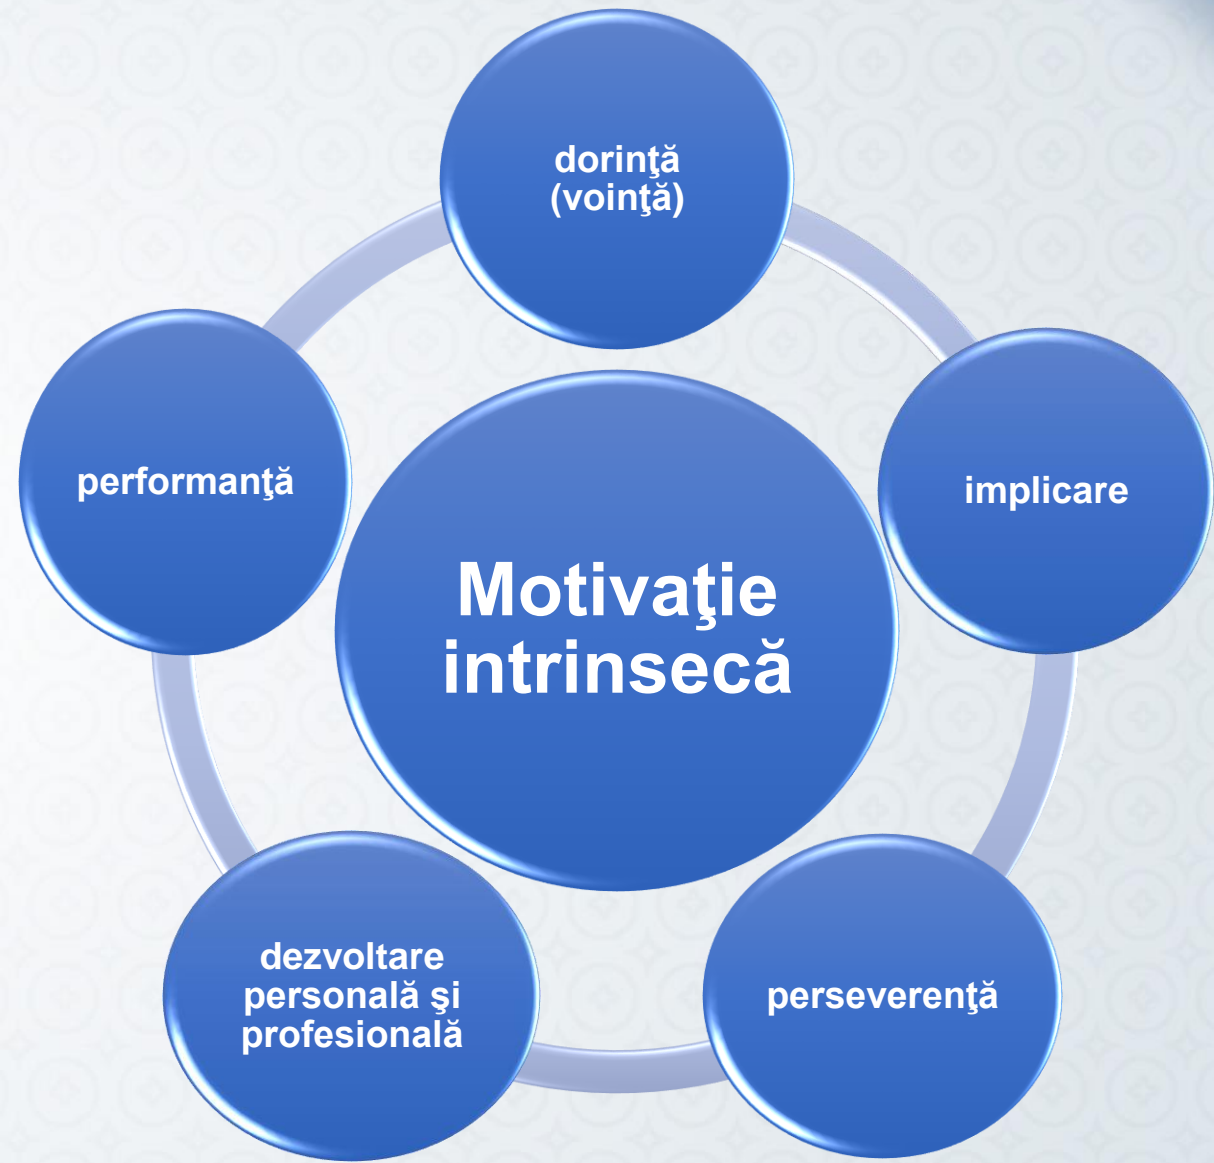 dorinţă
(voinţă)
implicare
perseverenţă
dezvoltare
personală şi
profesională
performanţă
Motivaţie
intrinsecă